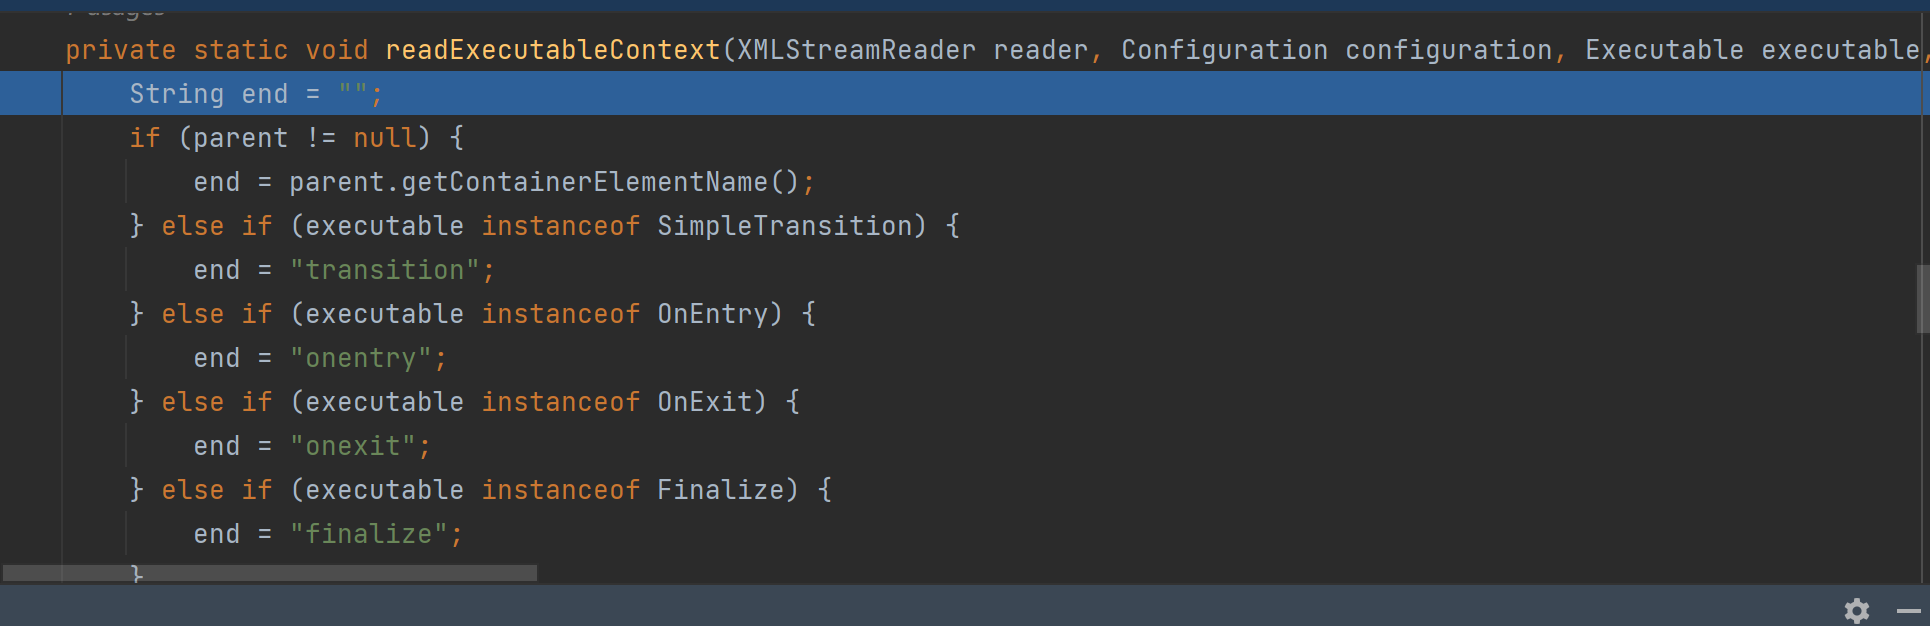 usages
private static void readExecutableContext(XMLStreamReader reader, Configuration configuration, Executable executable,
String end = "";
if (parent != null) {
end = parent.getContainerElementName();
} else if (executable instanceof SimpleTransition) {
end = "transition";
} else if (executable instanceof OnEntry) {
end = "onentry";
} else if (executable instanceof OnExit) {
end = "onexit";
} else if (executable instanceof Finalize) {
end = "finalize";
}